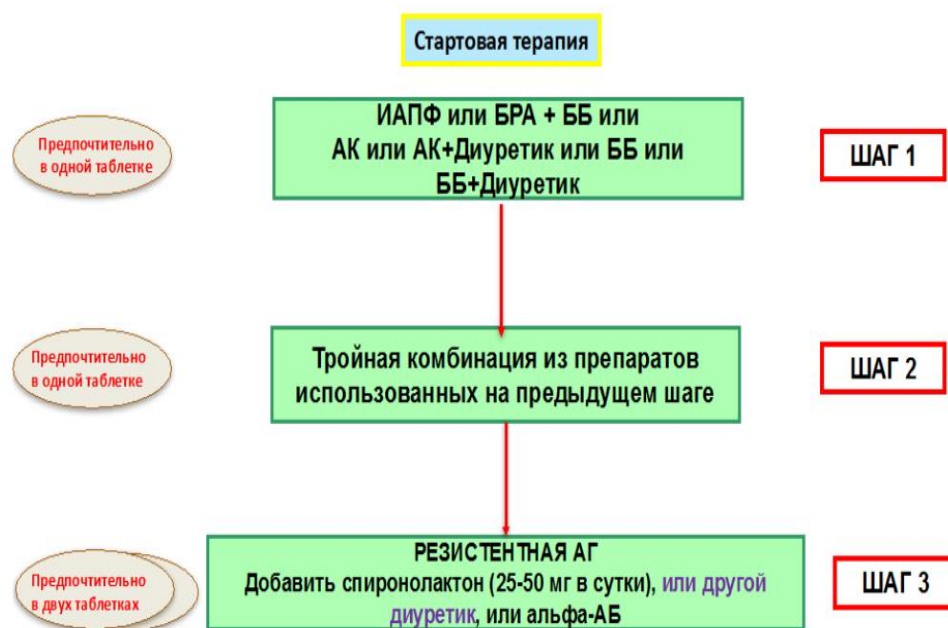 Стартовая терапия
Предпочтительно
в одной таблетке
ИАПФ или БРА + ББ или
АК или АК+Диуретик или ББ или
ББ+Диуретик
ШАГ 1
Предпочтительно
в одной таблетке
Тройная комбинация из препаратов
использованных на предыдущем шаге
ШАГ 2
Предпочтительно
в двух таблетках
РЕЗИСТЕНТНАЯ АГ
Добавить спиронолактон (25-50 мг в сутки), или другой
диуретик, или альфа-АБ
ШАГ 3